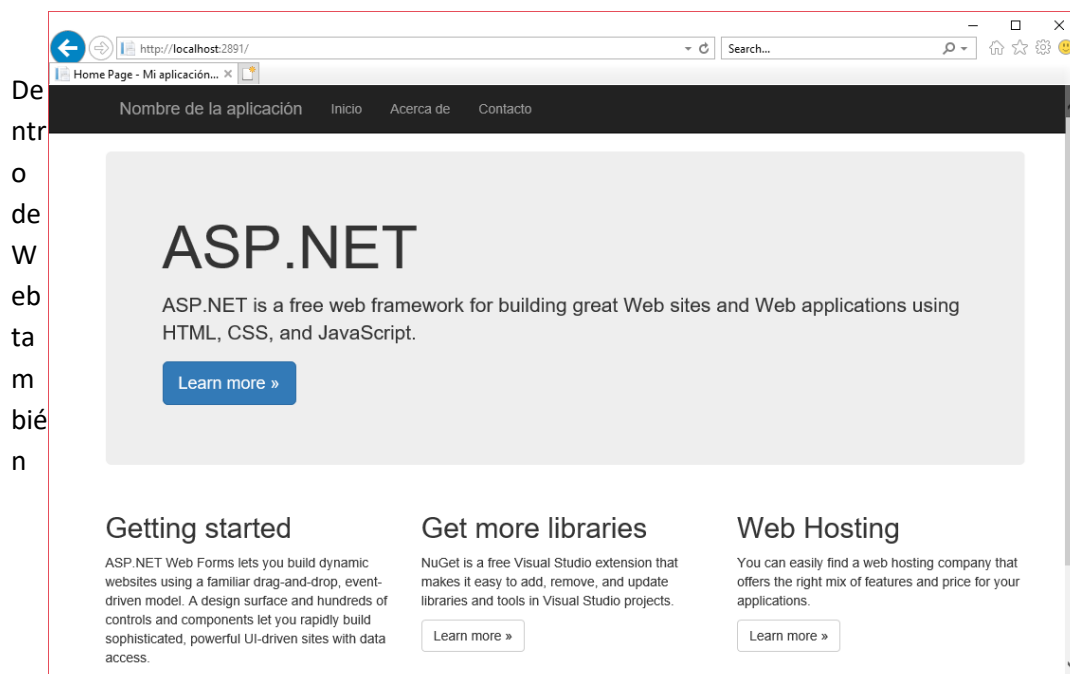 http://localhost:2891/
Search...
Home Page - Mi aplicación...
De
ntr
o
de
W
eb
ta
m
bié
n
Nombre de la aplicación Inicio Acerca de Contacto
ASP.NET
ASP.NET is a free web framework for building great Web sites and Web applications using
HTML, CSS, and JavaScript.
Learn more »
Getting started
ASP.NET Web Forms lets you build dynamic
websites using a familiar drag-and-drop, event-
driven model. A design surface and hundreds of
controls and components let you rapidly build
sophisticated, powerful UI-driven sites with data
access.
Get more libraries
NuGet is a free Visual Studio extension that
makes it easy to add, remove, and update
libraries and tools in Visual Studio projects.
Learn more »
Web Hosting
You can easily find a web hosting company that
offers the right mix of features and price for your
applications.
Learn more »